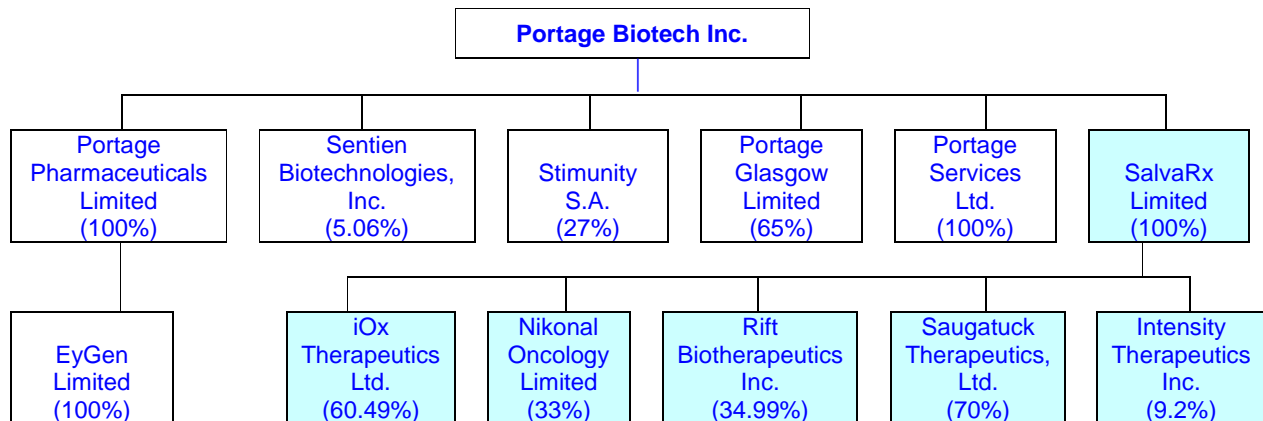 Portage Biotech Inc.
Portage
Pharmaceuticals
Limited
(100%)
Sentien
Biotechnologies,
Inc.
(5.06%)
Stimunity
S.A.
(27%)
Portage
Glasgow
Limited
(65%)
Portage
Services
Ltd.
(100%)
SalvaRx
Limited
(100%)
EyGen
Limited
(100%)
iOx
Therapeutics
Ltd.
(60.49%)
Nikonal
Oncology
Limited
(33%)
Rift
Biotherapeutics
Inc.
(34.99%)
Saugatuck
Therapeutics,
Ltd.
(70%)
Intensity
Therapeutics
Inc.
(9.2%)